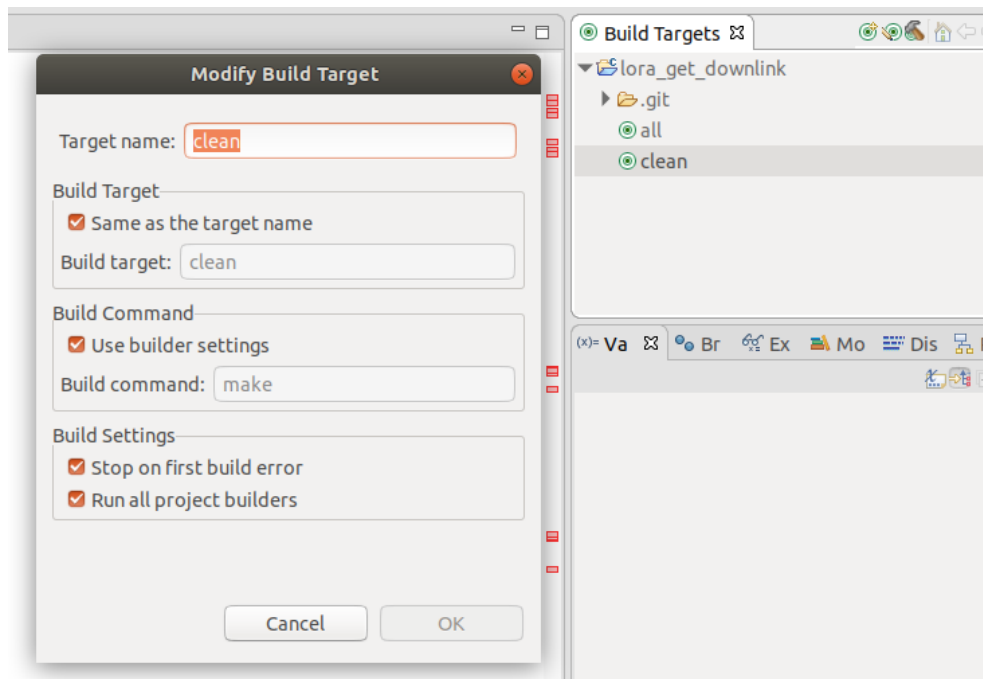 Modify Build Target
Target name: clean
Build Target
Same as the target name
Build target: clean
Build Command
Use builder settings
Build command: make
Build Settings
Stop on first build error
Run all project builders
Cancel OK
Build Targets
lora_get_downlink
.git
all
clean
(x)= Va Br Ex Mo Dis